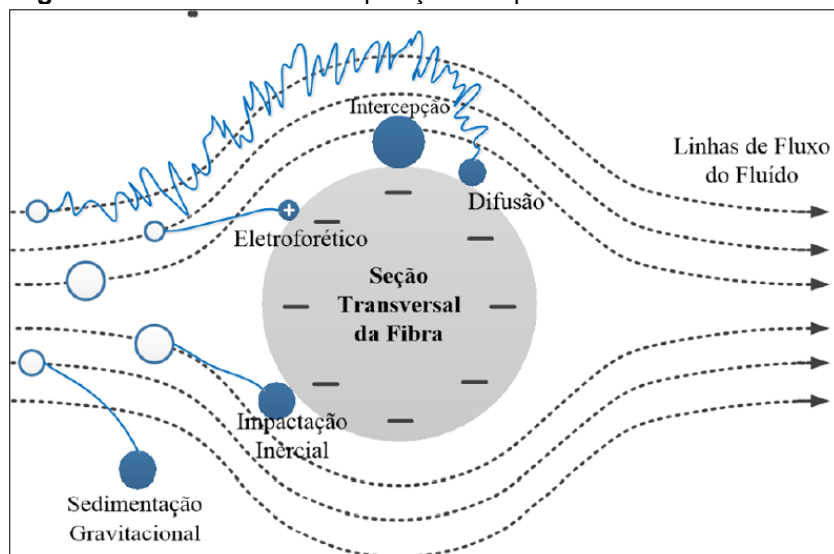 Intercepção
Linhas de Fluxo
do Fluído
Difusão
Eletroforético
Seção
Transversal
da Fibra
Impactação
Inercial
Sedimentação
Gravitacional